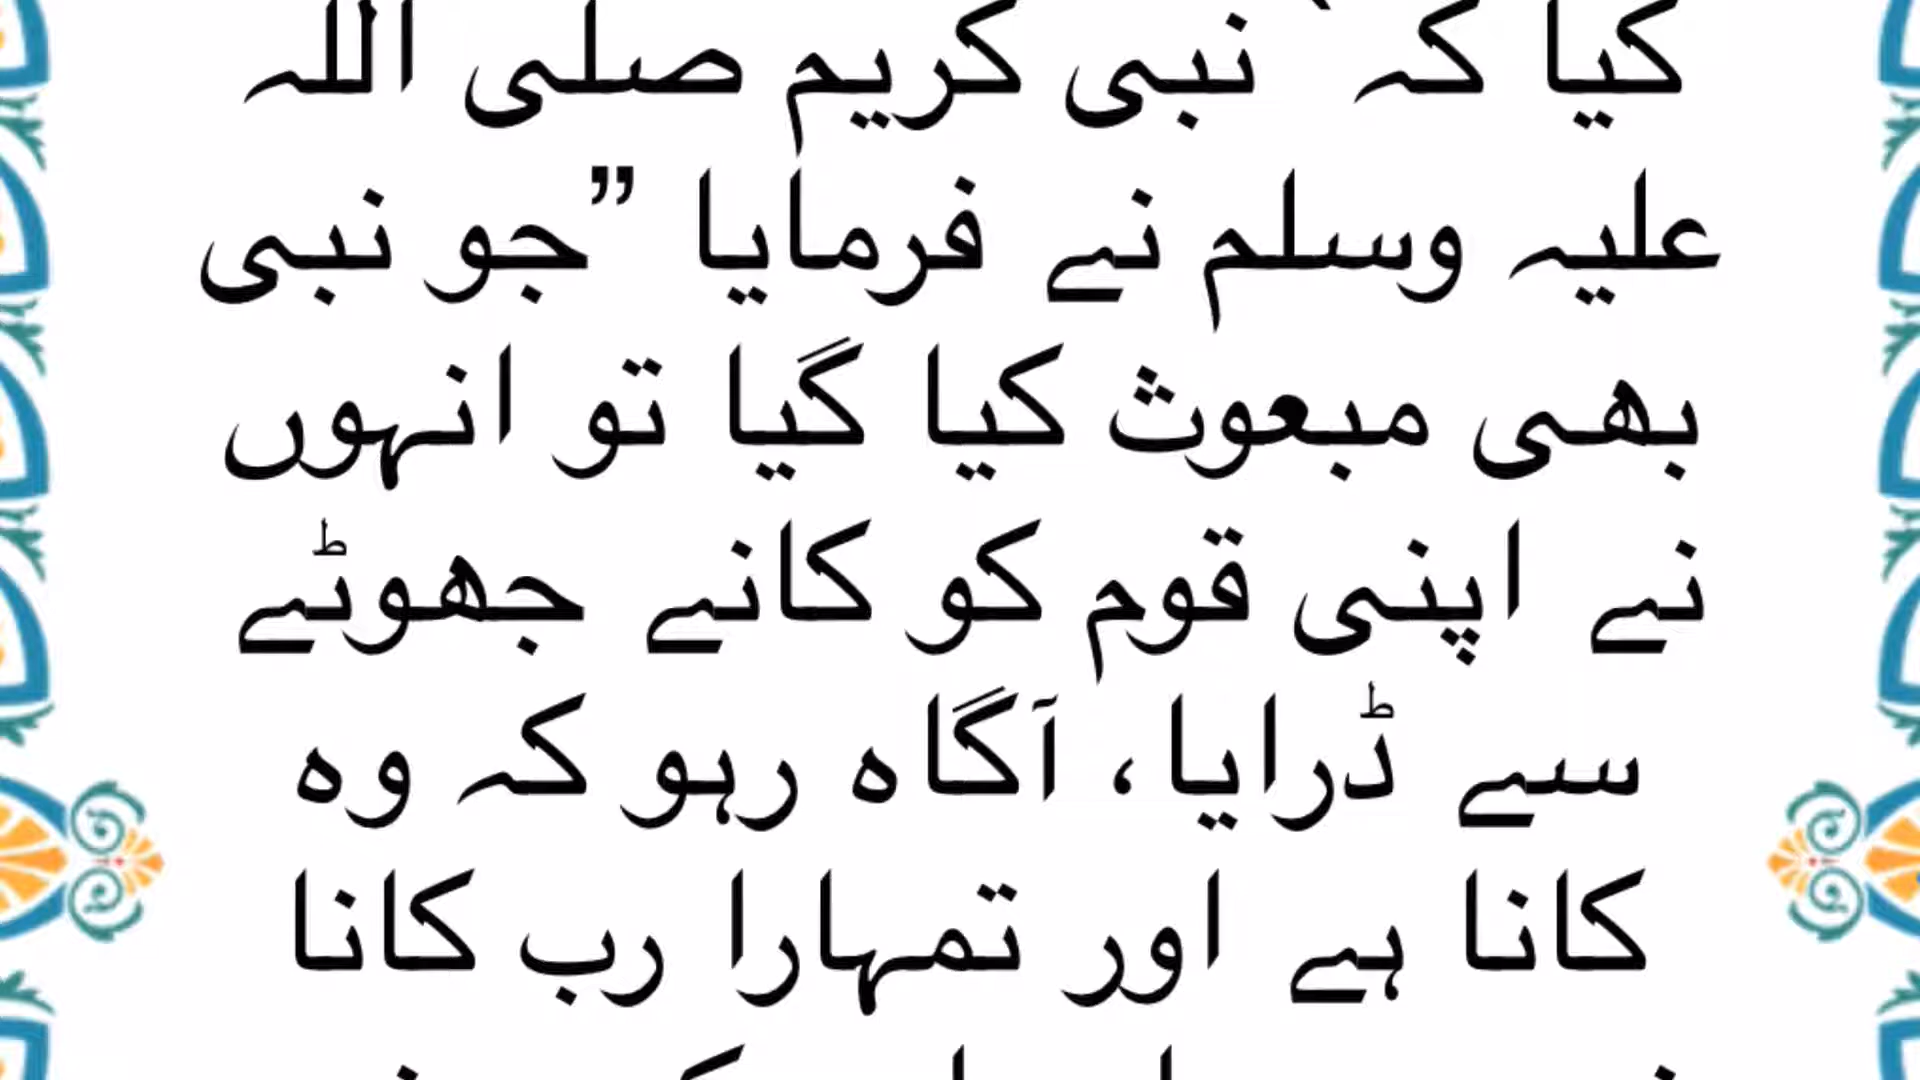 کیا کہ` نبی کریم صلی اللہ
علیہ وسلم نے فرمایا ”جو نبی
بھی مبعوث کیا گیا تو انہوں
نے اپنی قوم کو کانے جھوٹے
سے ڈرایا، آگاہ رہو کہ وہ
کانا ہے اور تمہارا رب کانا